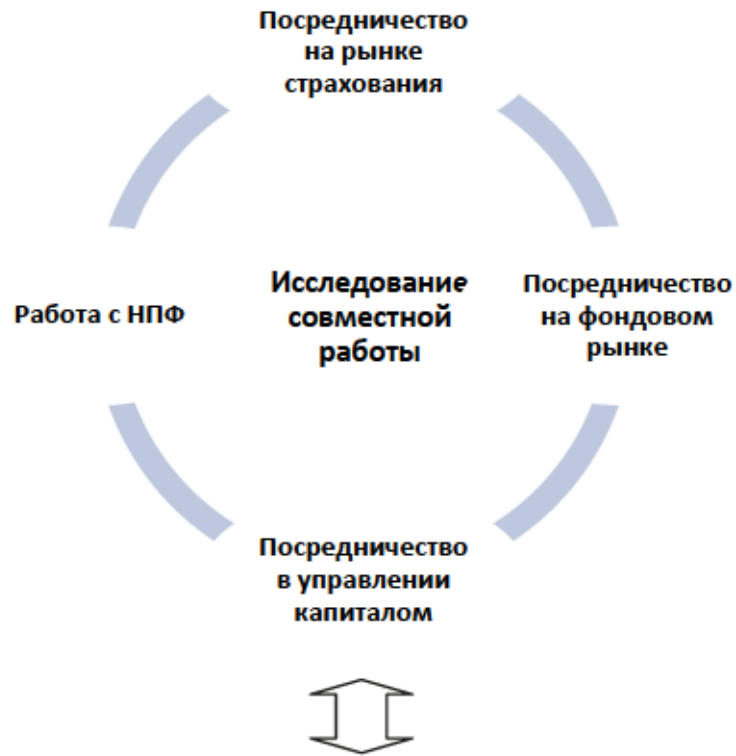 Посредничество
на рынке
страхования
Работа с НПФ
Исследование
совместной
работы
Посредничество
на фондовом
рынке
Посредничество
в управлении
капиталом